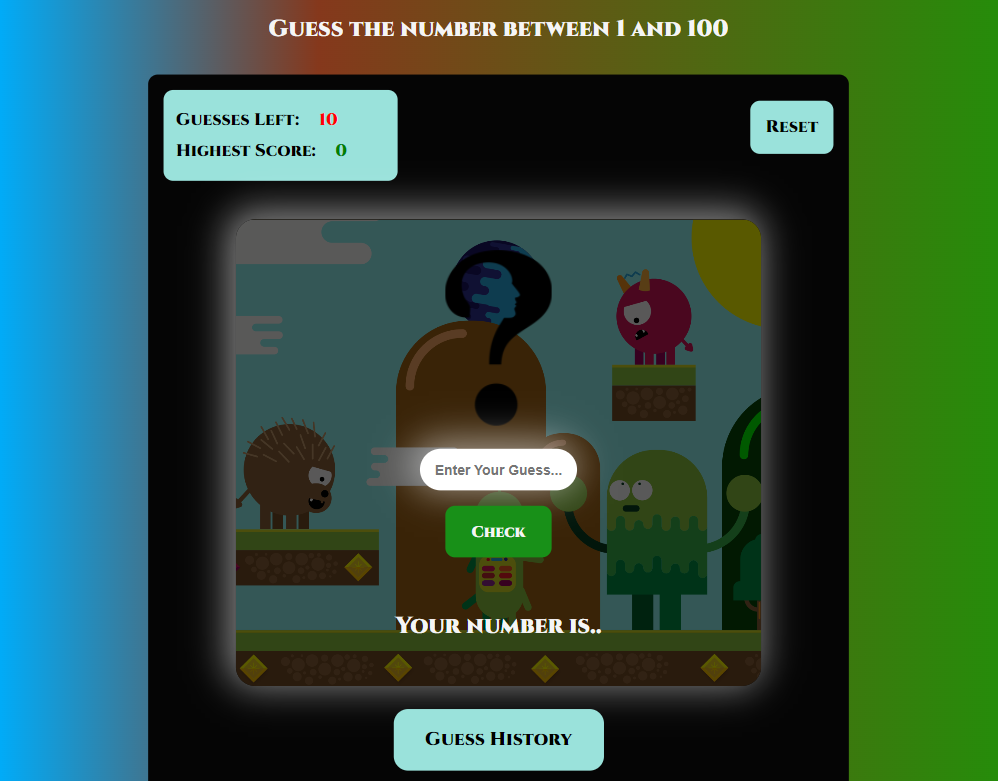 Guess the number between 1 and 100
Guesses Left: 10
Reset
Highest Score: 0
?
Enter Your Guess...
Check
Your number is..
Guess History